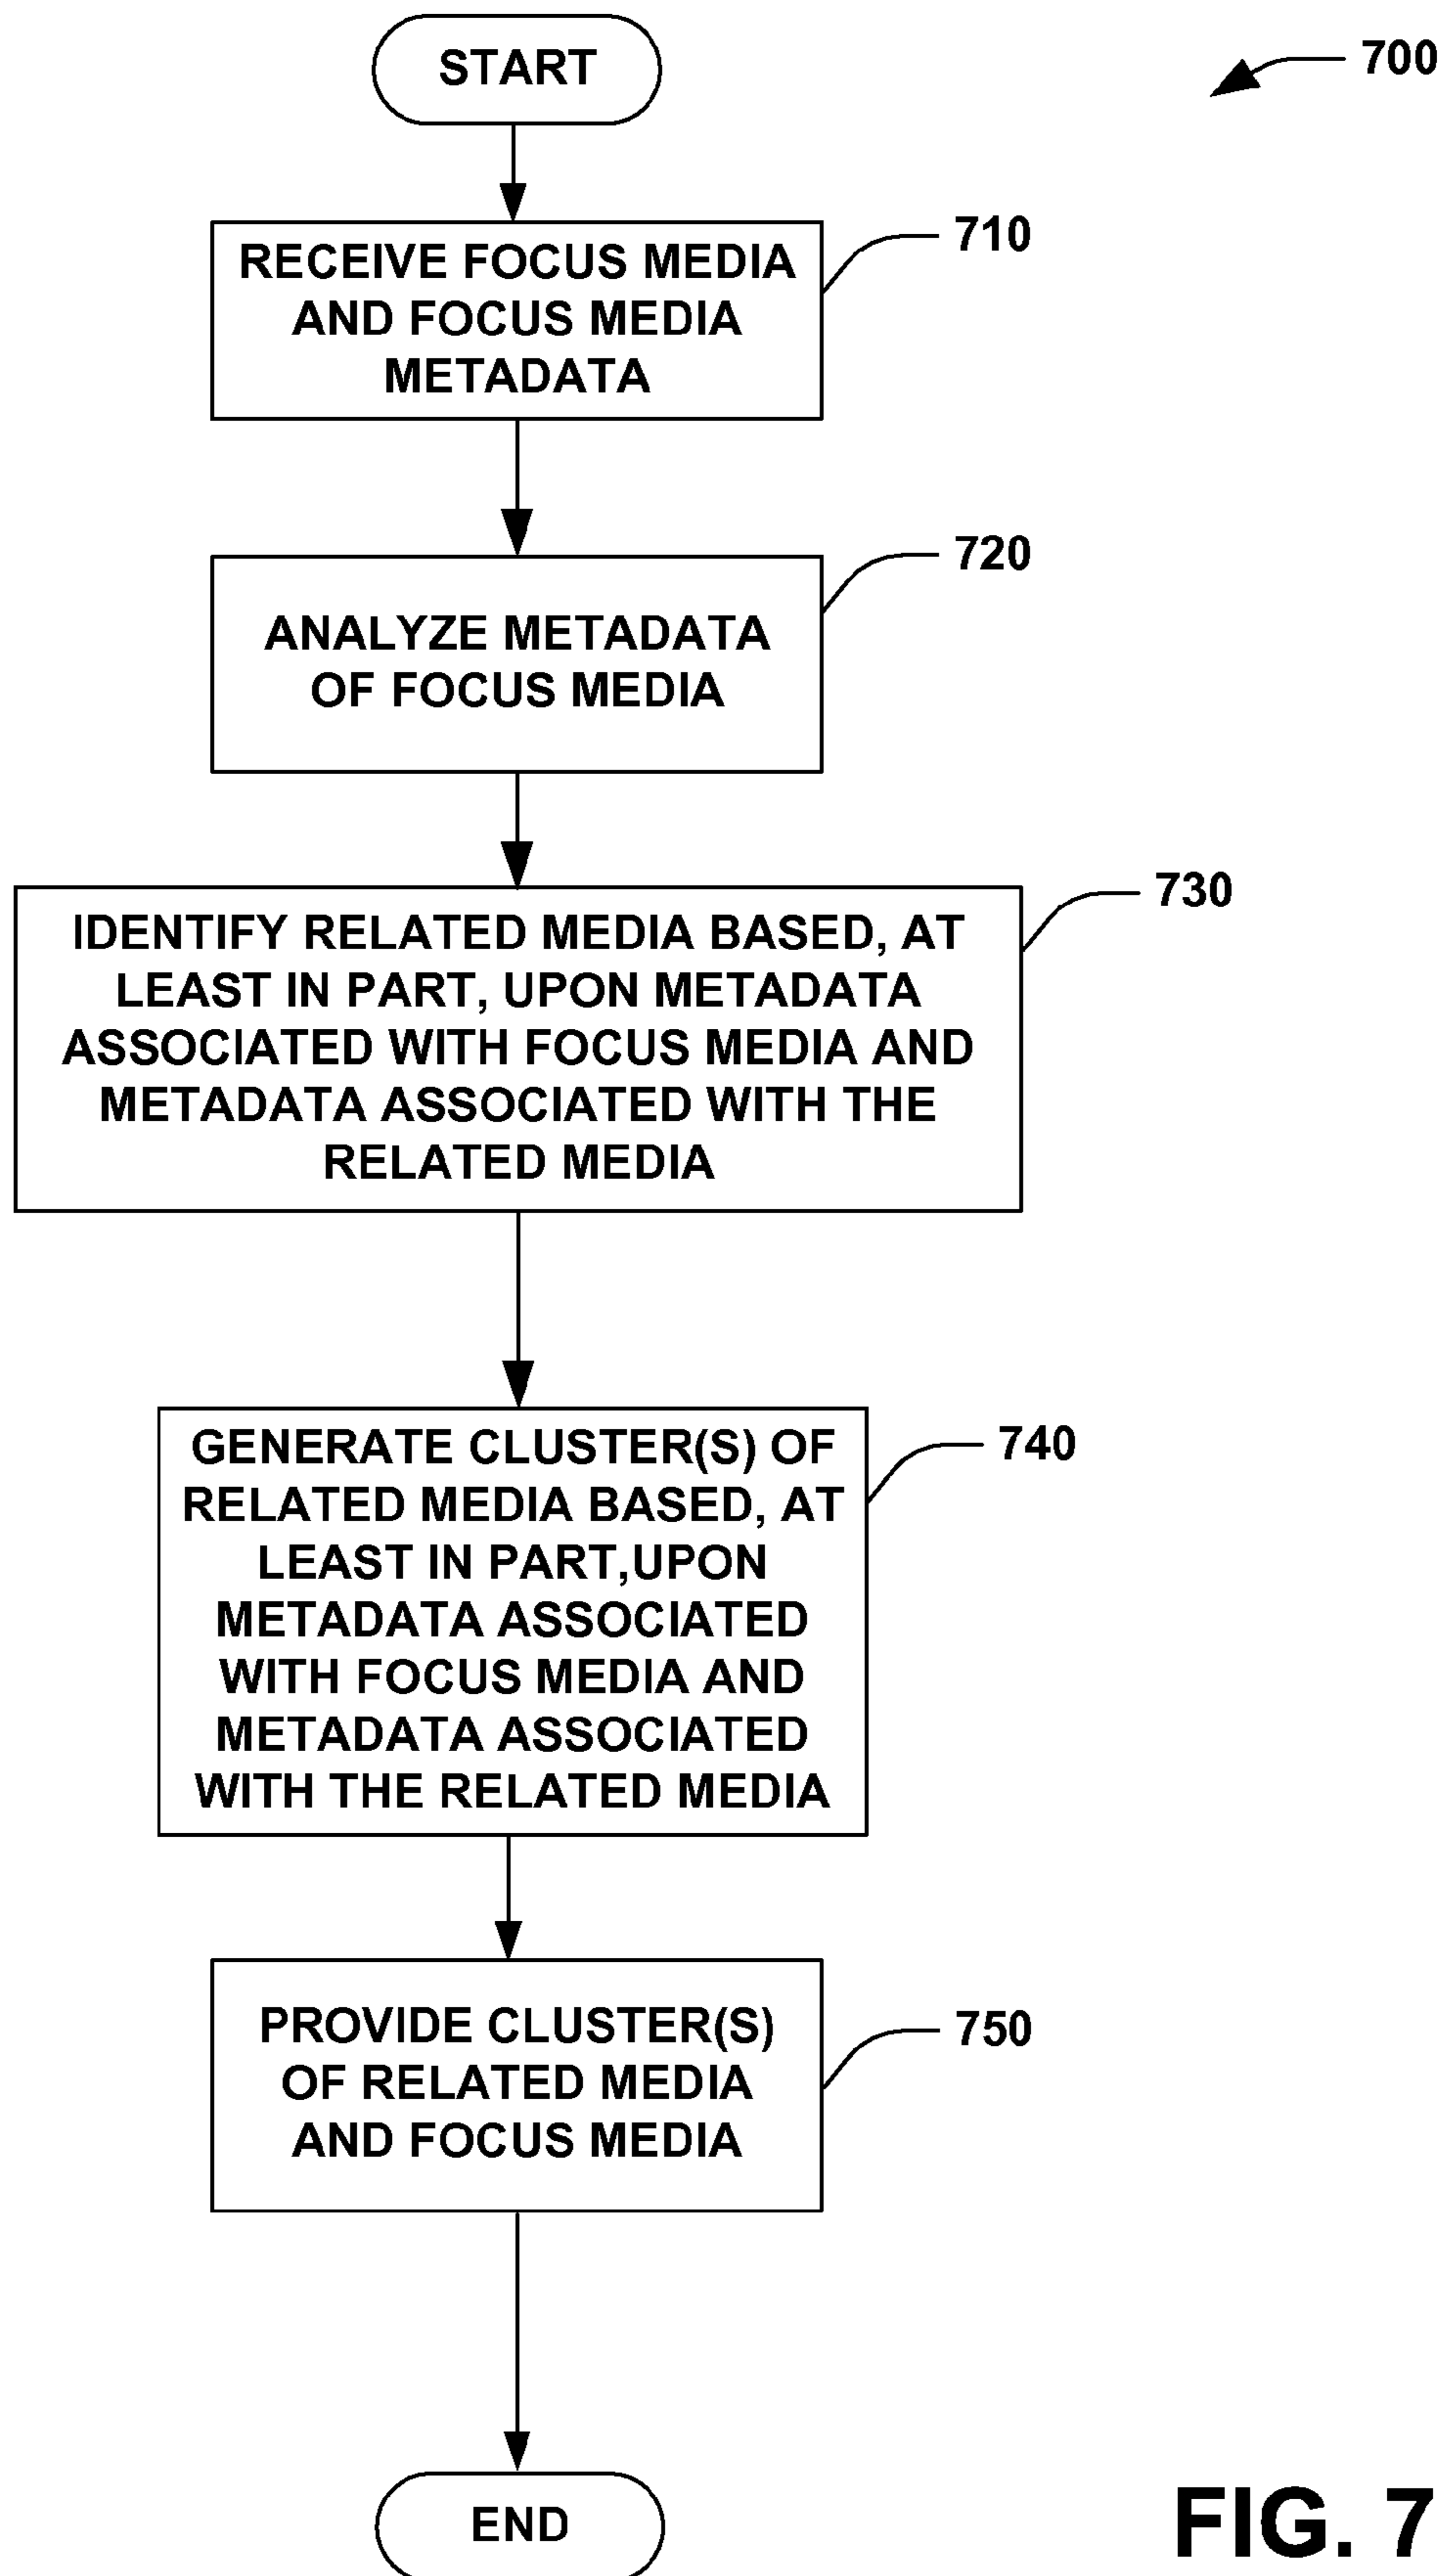 START
700
710
RECEIVE FOCUS MEDIA
AND FOCUS MEDIA
METADATA
720
ANALYZE METADATA
OF FOCUS MEDIA
730
IDENTIFY RELATED MEDIA BASED, AT
LEAST IN PART, UPON METADATA
ASSOCIATED WITH FOCUS MEDIA AND
METADATA ASSOCIATED WITH THE
RELATED MEDIA
740
GENERATE CLUSTER(S) OF
RELATED MEDIA BASED, AT
LEAST IN PART,UPON
METADATA ASSOCIATED
WITH FOCUS MEDIA AND
METADATA ASSOCIATED
WITH THE RELATED MEDIA
750
PROVIDE CLUSTER(S)
OF RELATED MEDIA
AND FOCUS MEDIA
END
FIG. 7